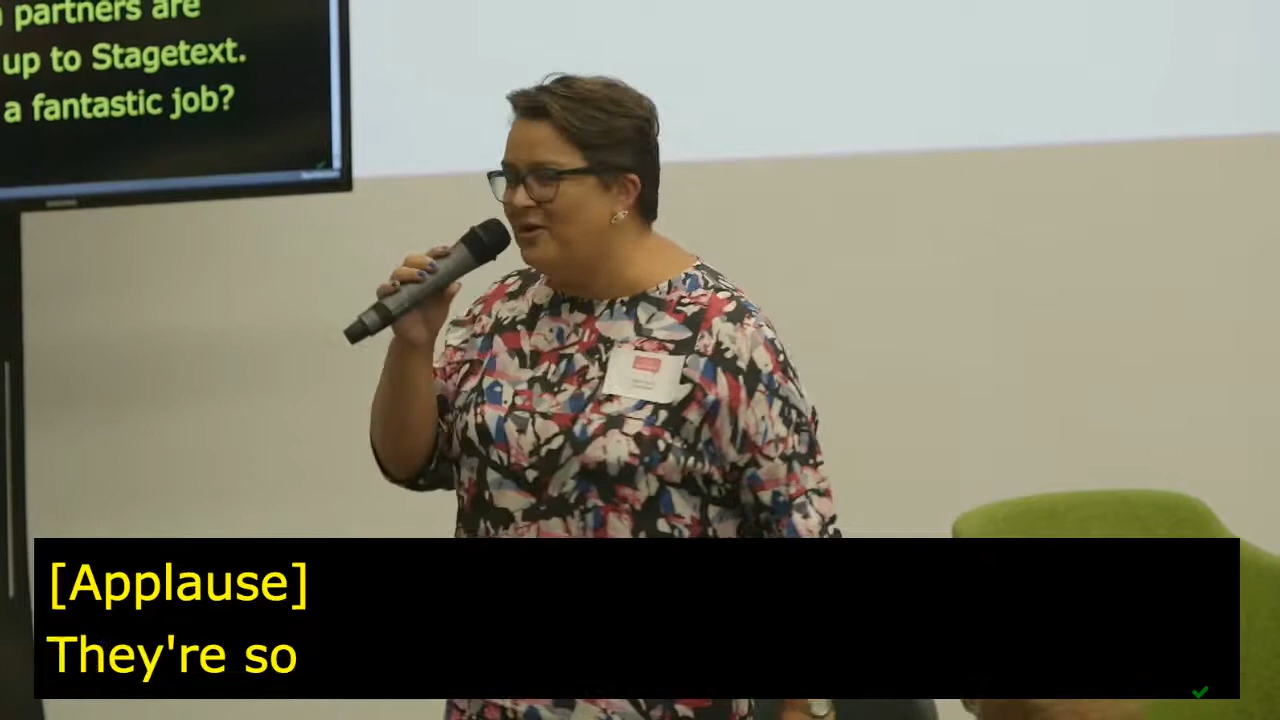 partners are
up to Stagetext.
a fantastic job?
[Applause]
They're so